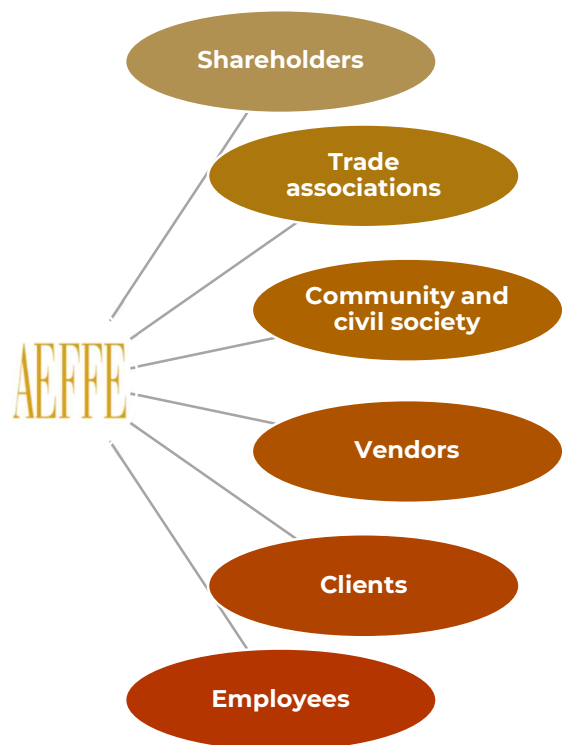 Shareholders
Trade
associations
Community and
civil society
AEFFE
Vendors
Clients
Employees